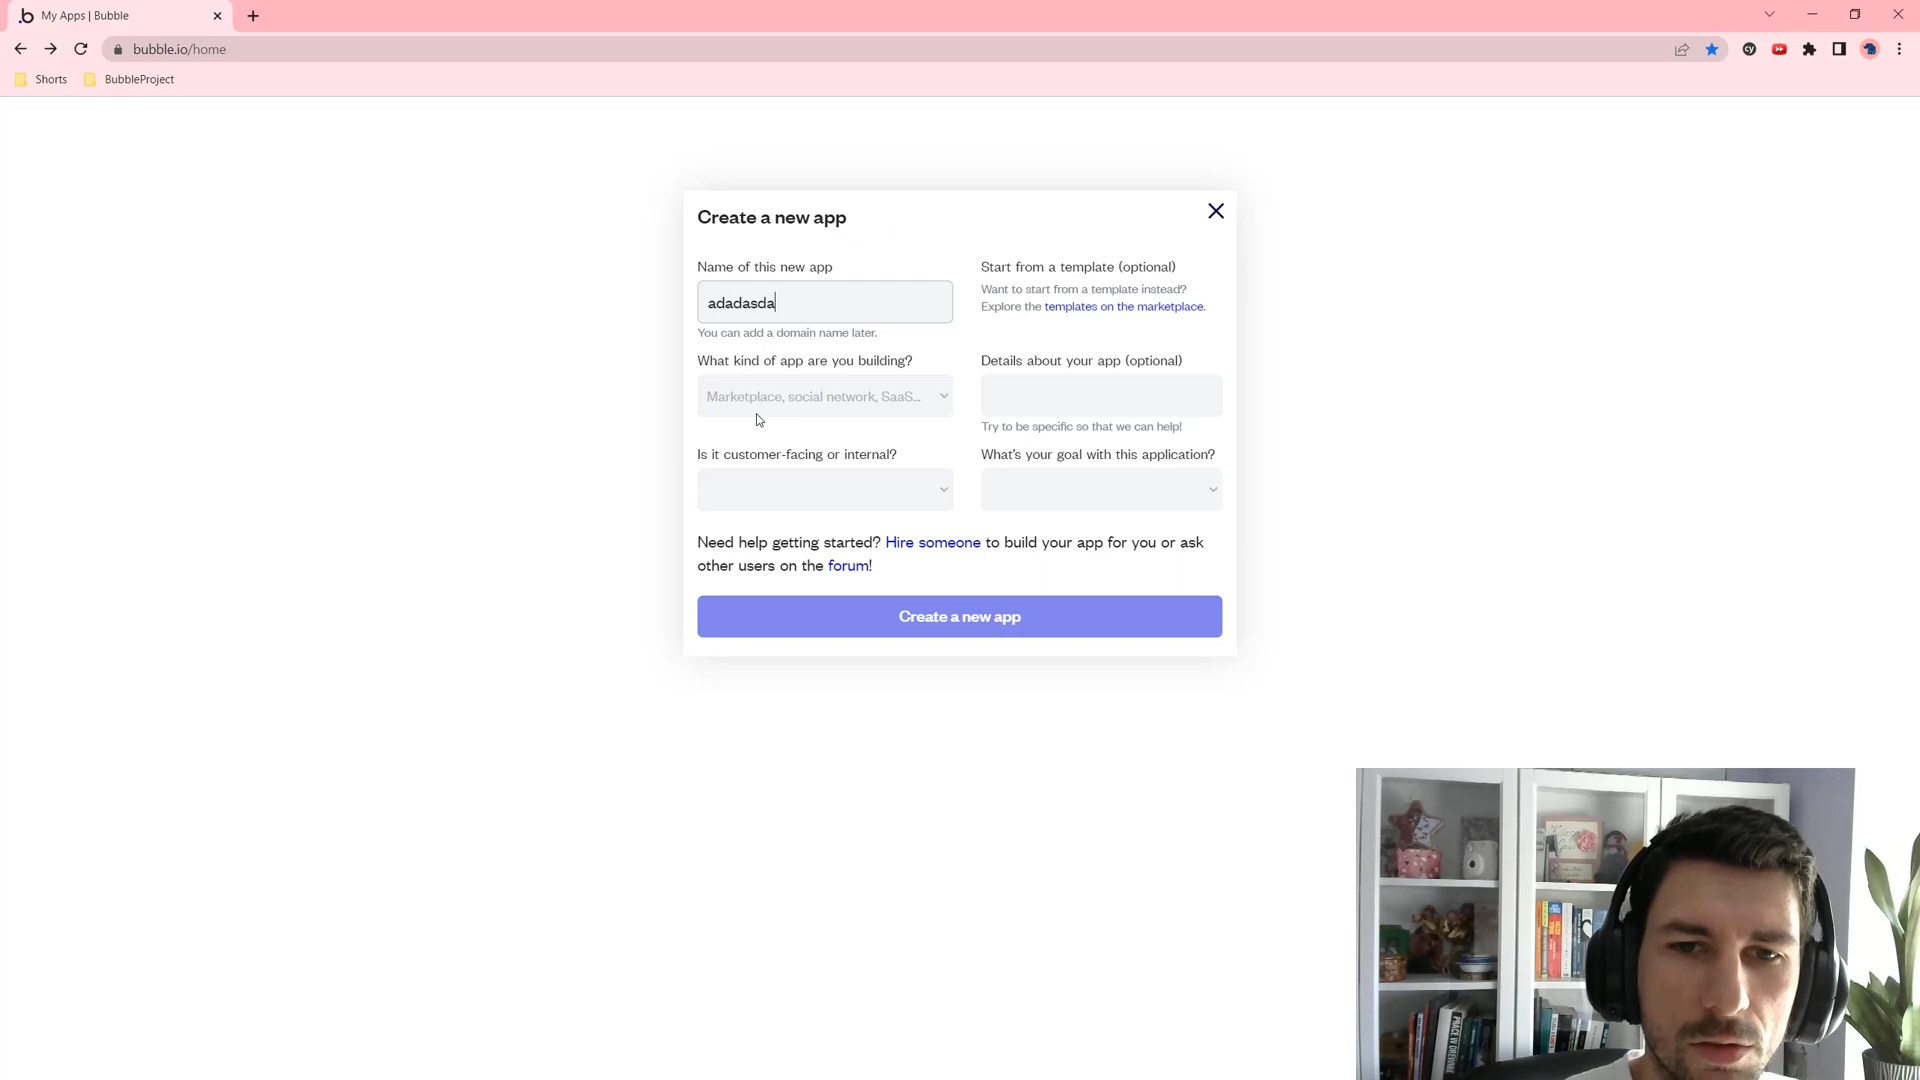 My Apps | Bubble
bubble.io/home
Shorts
BubbleProject
Create a new app
Name of this new app
adadasda
You can add a domain name later.
Start from a template (optional)
Want to start from a template instead?
Explore the templates on the marketplace.
What kind of app are you building?
Marketplace, social network, SaaS...
Details about your app (optional)
Try to be specific so that we can help!
Is it customer-facing or internal?
What's your goal with this application?
Need help getting started? Hire someone to build your app for you or ask
other users on the forum!
Create a new app
PRACE W DREWNIE